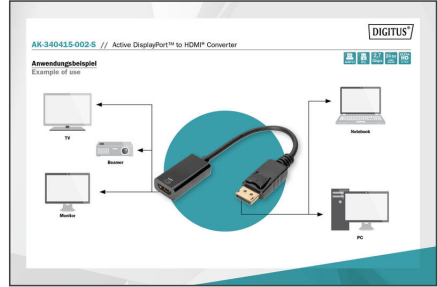 DIGITUS®
AK-340415-002-S // Active DisplayPort™ to HDMI® Converter
Anwendungsbeispiel
Example of use
TV
Beamer
Monitor
Notebook
PC